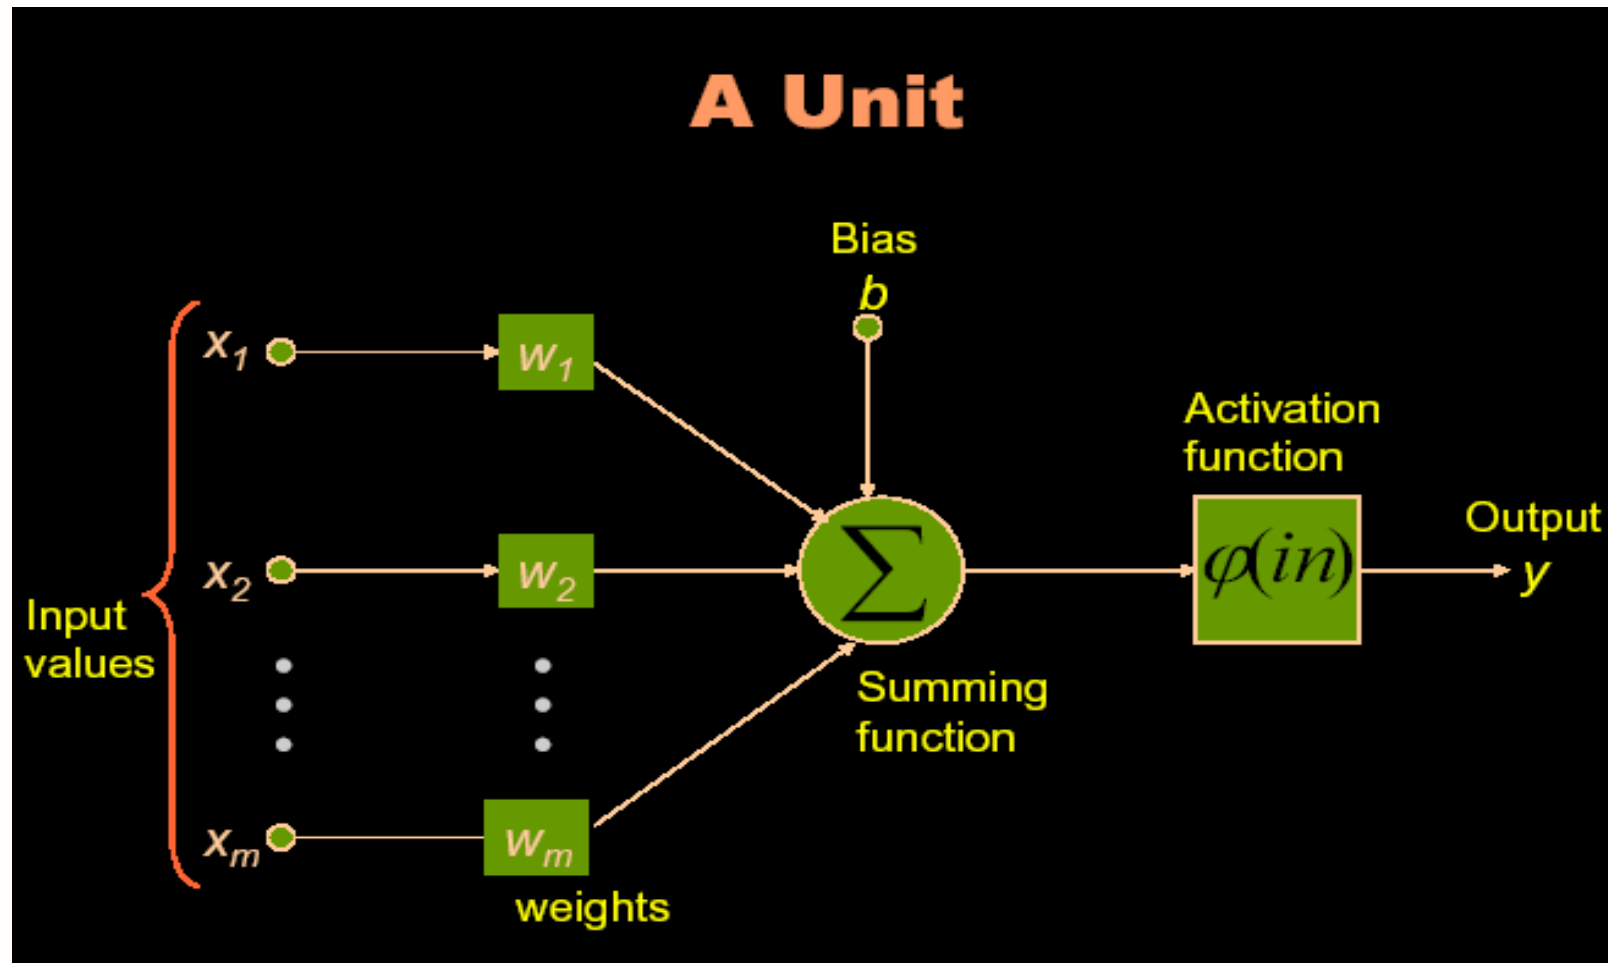 A Unit
Bias
b
x1
w1
Activation
function
Output
x2
w2
∑
φ(in)
y
Input
values
Summing
function
xm
wm
weights